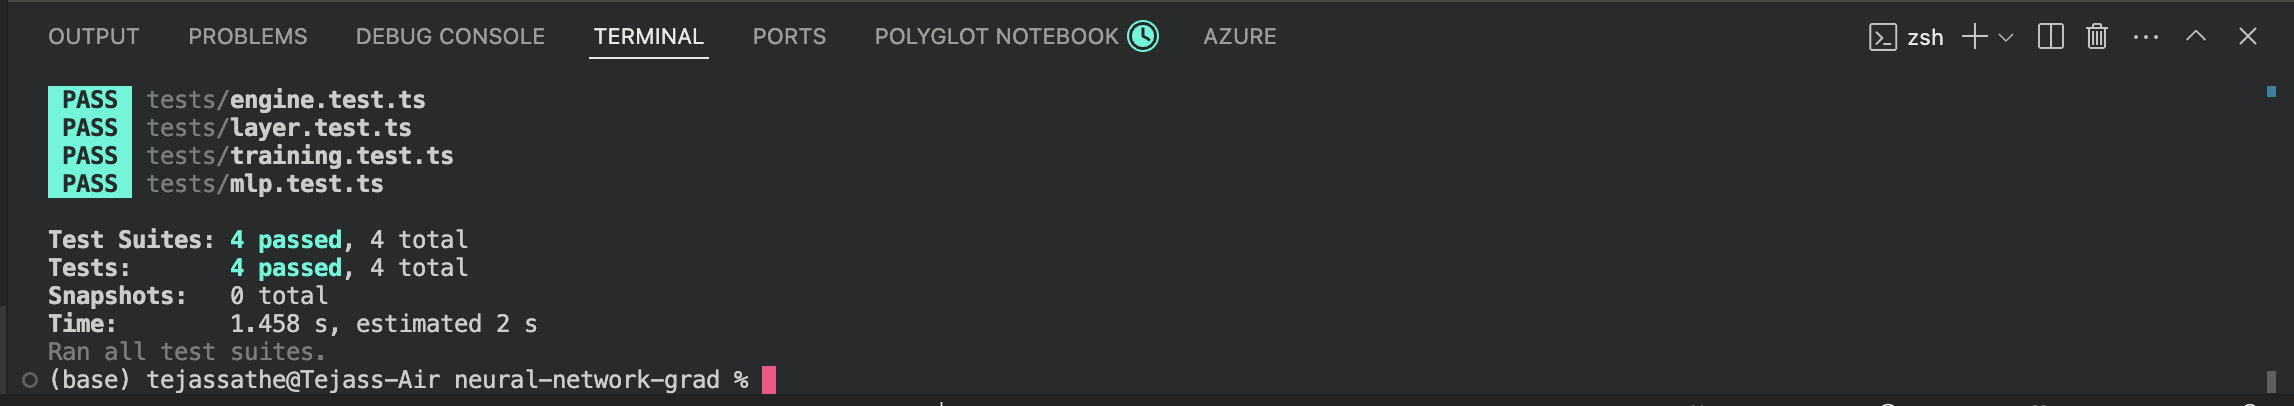 OUTPUT PROBLEMS DEBUG CONSOLE TERMINAL PORTS POLYGLOT NOTEBOOK AZURE zsh
PASS tests/engine.test.ts
PASS tests/layer.test.ts
PASS tests/training.test.ts
PASS tests/mlp.test.ts
Test Suites: 4 passed, 4 total
Tests: 4 passed, 4 total
Snapshots: 0 total
Time: 1.458 s, estimated 2 s
Ran all test suites.
(base) tejassathe@Tejass-Air neural-network-grad %